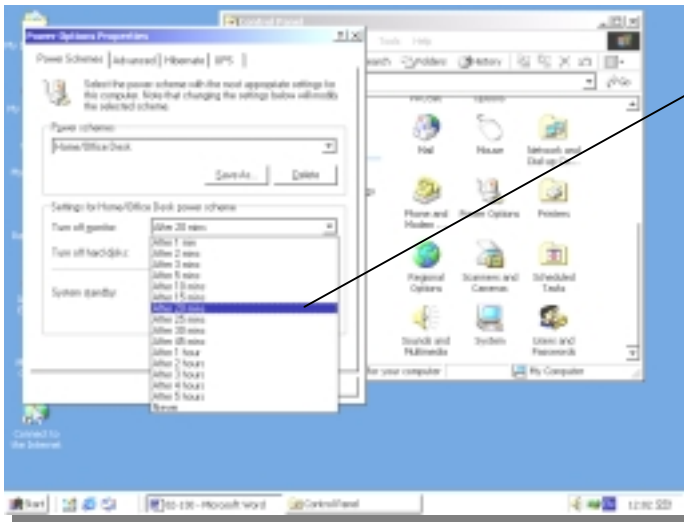 Control Panel
Power Options Properties
Tools Help
Power Schemes Advanced Hibernate UPS
Search Folders History
Select the power scheme with the most appropriate settings for
this computer. Note that changing the settings below will modify
the selected scheme.
Go
Power schemes
Home/Office Desk
Save As... Delete
Settings for Home/Office Desk power scheme
Turn off monitor: After 20 mins
Turn off hard disks:
System standby:
After 1 min
After 2 mins
After 3 mins
After 5 mins
After 10 mins
After 15 mins
After 20 mins
After 25 mins
After 30 mins
After 45 mins
After 1 hour
After 2 hours
After 3 hours
After 4 hours
After 5 hours
Never
Options
Mail
Mouse
Network and
Dial-up Co...
Phone and
Modem
Power Options
Printers
Regional
Options
Scanners and
Cameras
Scheduled
Tasks
Sounds and
Multimedia
System
Users and
Passwords
for your computer
My Computer
Connect to
the Internet
Start
Microsoft Word
Control Panel